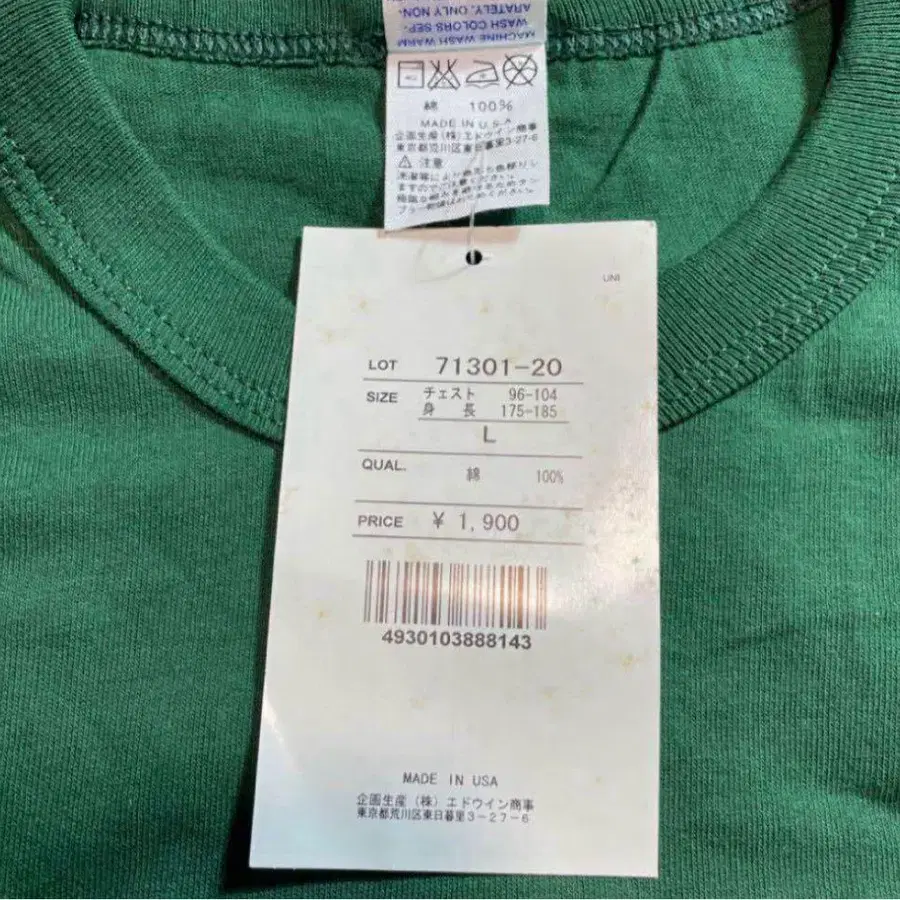 ARATELY. ONLY NON-
WASH COLORS SEP-
MACHINE WASH WARM
綿 100%
MADE IN U.S.A
企画生産(株)エドウイン商事
東京都荒川区東日暮里3-27-6
⚠ 注意
UNI
LOT 71301-20
SIZE チェスト 96-104
身 長 175-185
L
QUAL. 綿 100%
PRICE ¥ 1,900
4930103888143
MADE IN USA
企画生産 (株) エドウイン商事
東京都荒川区東日暮里3-27-6